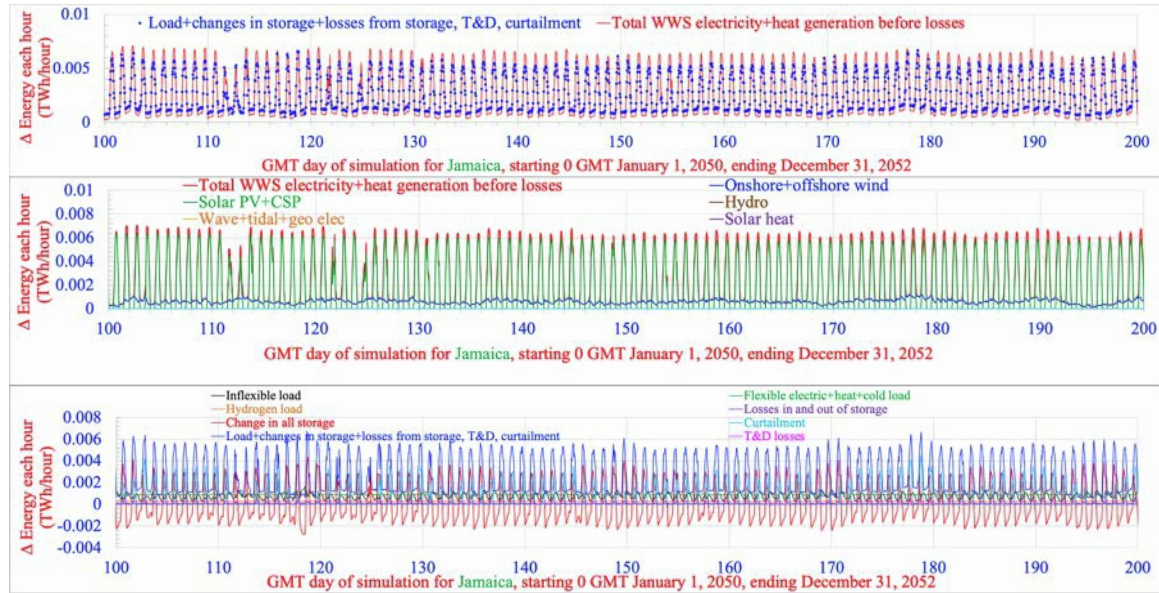 Load+changes in storage+losses from storage, T&D, curtailment Total WWS electricity+heat generation before losses
Δ Energy each hour
(TWh/hour)
0.01
0.005
0
100 110 120 130 140 150 160 170 180 190 200
GMT day of simulation for Jamaica, starting 0 GMT January 1, 2050, ending December 31, 2052
Total WWS electricity+heat generation before losses Onshore+offshore wind
Solar PV+CSP Hydro
Wave+tidal+geo elec Solar heat
Δ Energy each hour
(TWh/hour)
0.01
0.008
0.006
0.004
0.002
0
100 110 120 130 140 150 160 170 180 190 200
GMT day of simulation for Jamaica, starting 0 GMT January 1, 2050, ending December 31, 2052
Inflexible load Flexible electric+heat+cold load
Hydrogen load Losses in and out of storage
Change in all storage Curtailment
Load+changes in storage+losses from storage, T&D, curtailment T&D losses
Δ Energy each hour
(TWh/hour)
0.008
0.006
0.004
0.002
0
-0.002
-0.004
100 110 120 130 140 150 160 170 180 190 200
GMT day of simulation for Jamaica, starting 0 GMT January 1, 2050, ending December 31, 2052